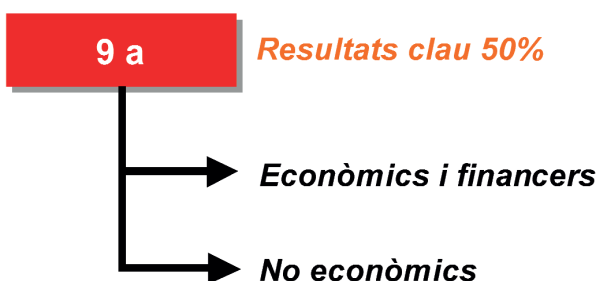 9 a
Resultats clau 50%
Econòmics i financers
No econòmics